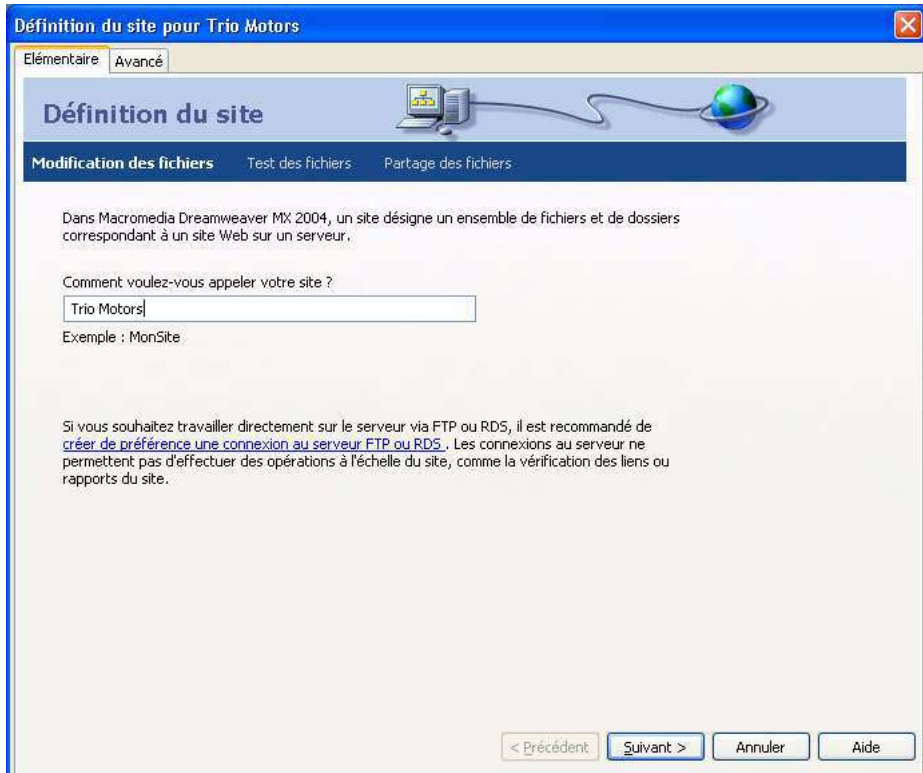 Définition du site pour Trio Motors
Elémentaire Avancé
Définition du site
Modification des fichiers Test des fichiers Partage des fichiers
Dans Macromedia Dreamweaver MX 2004, un site désigne un ensemble de fichiers et de dossiers
correspondant à un site Web sur un serveur.
Comment voulez-vous appeler votre site ?
Trio Motors
Exemple : MonSite
Si vous souhaitez travailler directement sur le serveur via FTP ou RDS, il est recommandé de
créer de préférence une connexion au serveur FTP ou RDS . Les connexions au serveur ne
permettent pas d'effectuer des opérations à l'échelle du site, comme la vérification des liens ou
rapports du site.
< Précédent Suivant > Annuler Aide